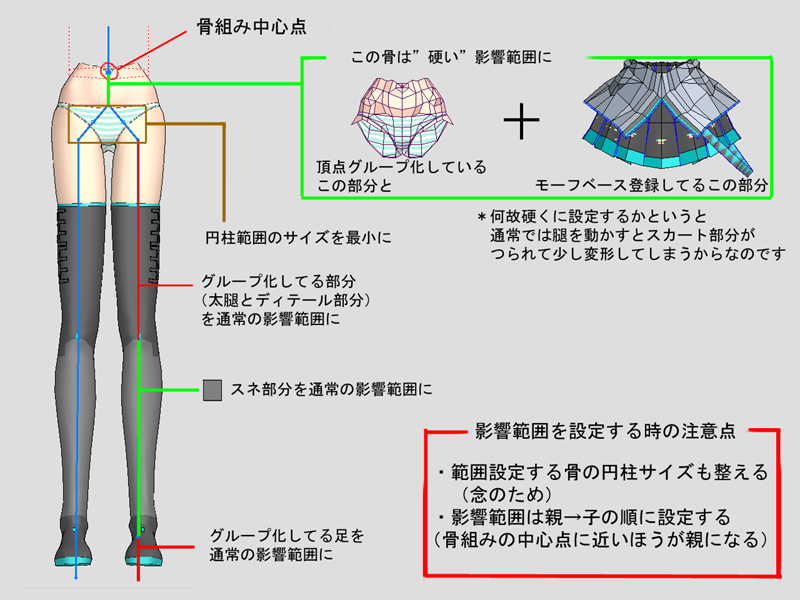 骨組み中心点
この骨は”硬い”影響範囲に
頂点グループ化している
この部分と
＋
モーフベース登録してるこの部分
＊何故硬くに設定するかというと
通常では腿を動かすとスカート部分が
つられて少し変形してしまうからなのです
円柱範囲のサイズを最小に
グループ化してる部分
（太腿とディテール部分）
を通常の影響範囲に
スネ部分を通常の影響範囲に
グループ化してる足を
通常の影響範囲に
影響範囲を設定する時の注意点
・範囲設定する骨の円柱サイズも整える
（念のため）
・影響範囲は親→子の順に設定する
（骨組みの中心点に近いほうが親になる）